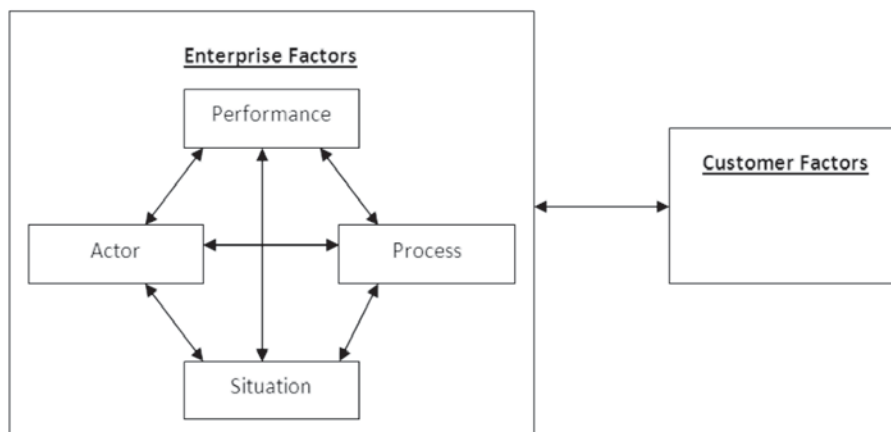 Enterprise Factors
Performance
Customer Factors
Actor
Process
Situation